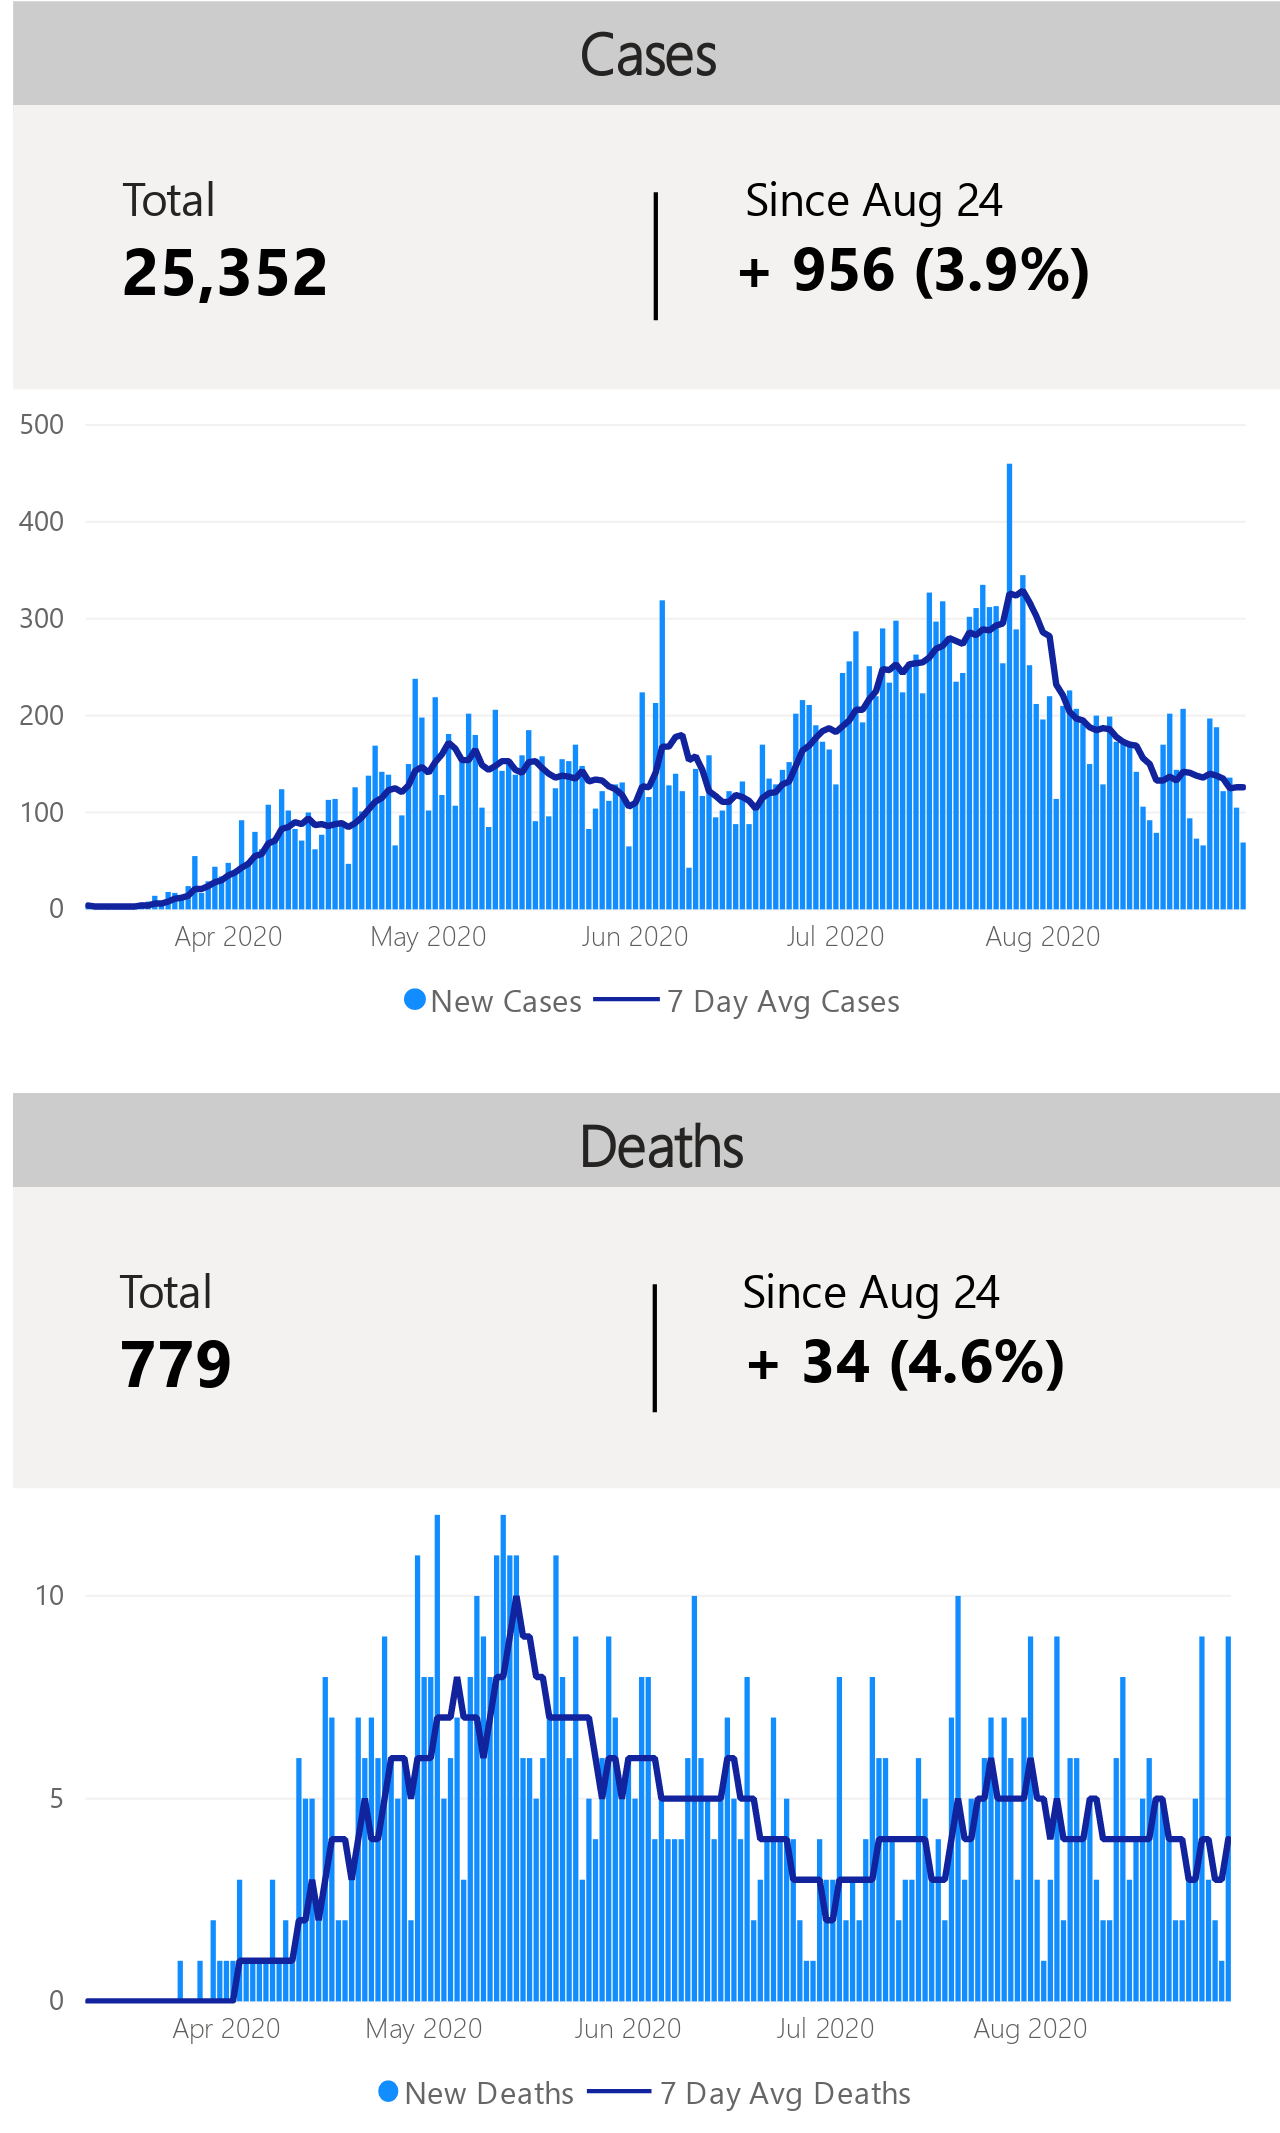 Cases
Total
Since Aug 24
25,352
+ 956 (3.9%)
500
400
300
200
100
0
Apr 2020
May 2020
Jun 2020
Jul 2020
Aug 2020
New Cases
7 Day Avg Cases
Deaths
Total
Since Aug 24
779
+ 34 (4.6%)
10
5
0
Apr 2020
May 2020
Jun 2020
Jul 2020
Aug 2020
New Deaths
7 Day Avg Deaths